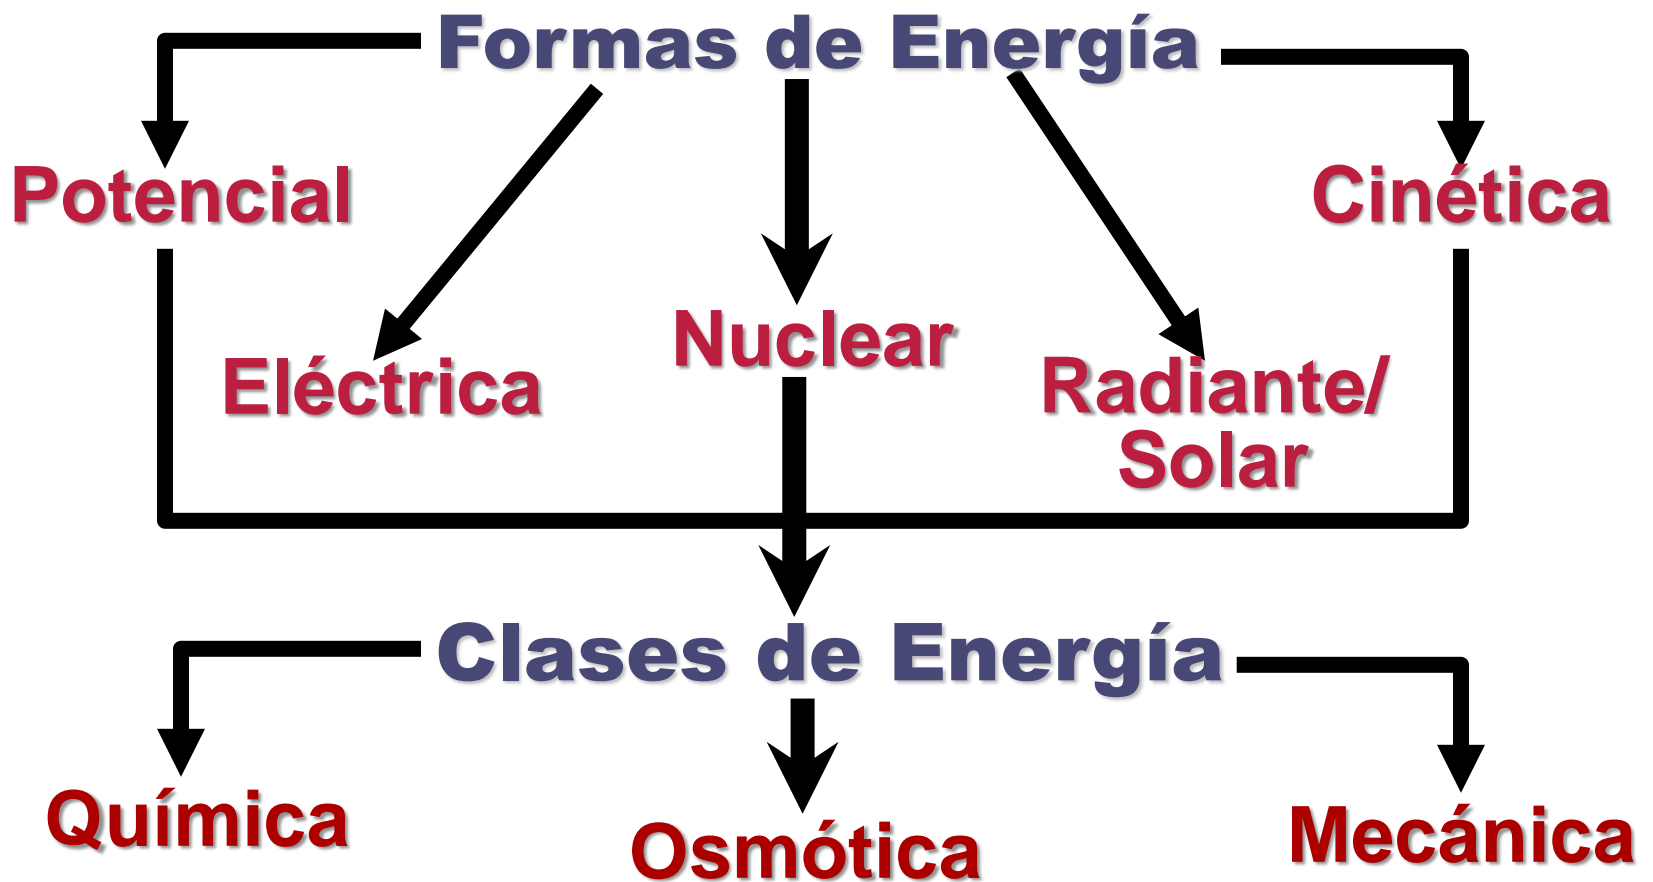 Formas de Energía
Potencial
Cinética
Eléctrica
Nuclear
Radiante/
Solar
Clases de Energía
Química
Osmótica
Mecánica